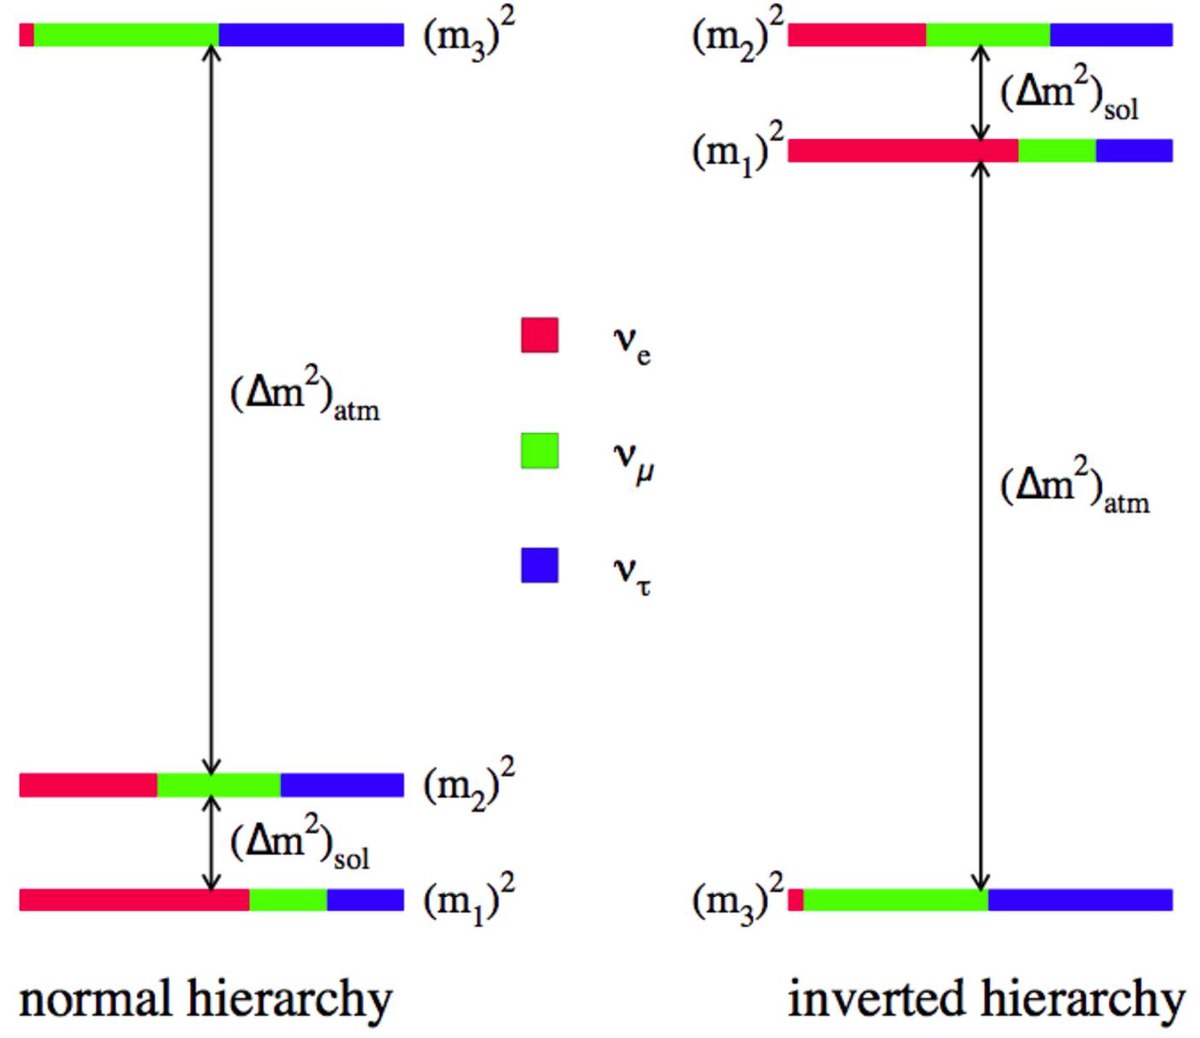 (m₃)²
(Δm²)atm
(m₂)²
(Δm²)sol
(m₁)²
normal hierarchy
νe
νμ
ντ
(m₂)²
(Δm²)sol
(m₁)²
(Δm²)atm
(m₃)²
inverted hierarchy